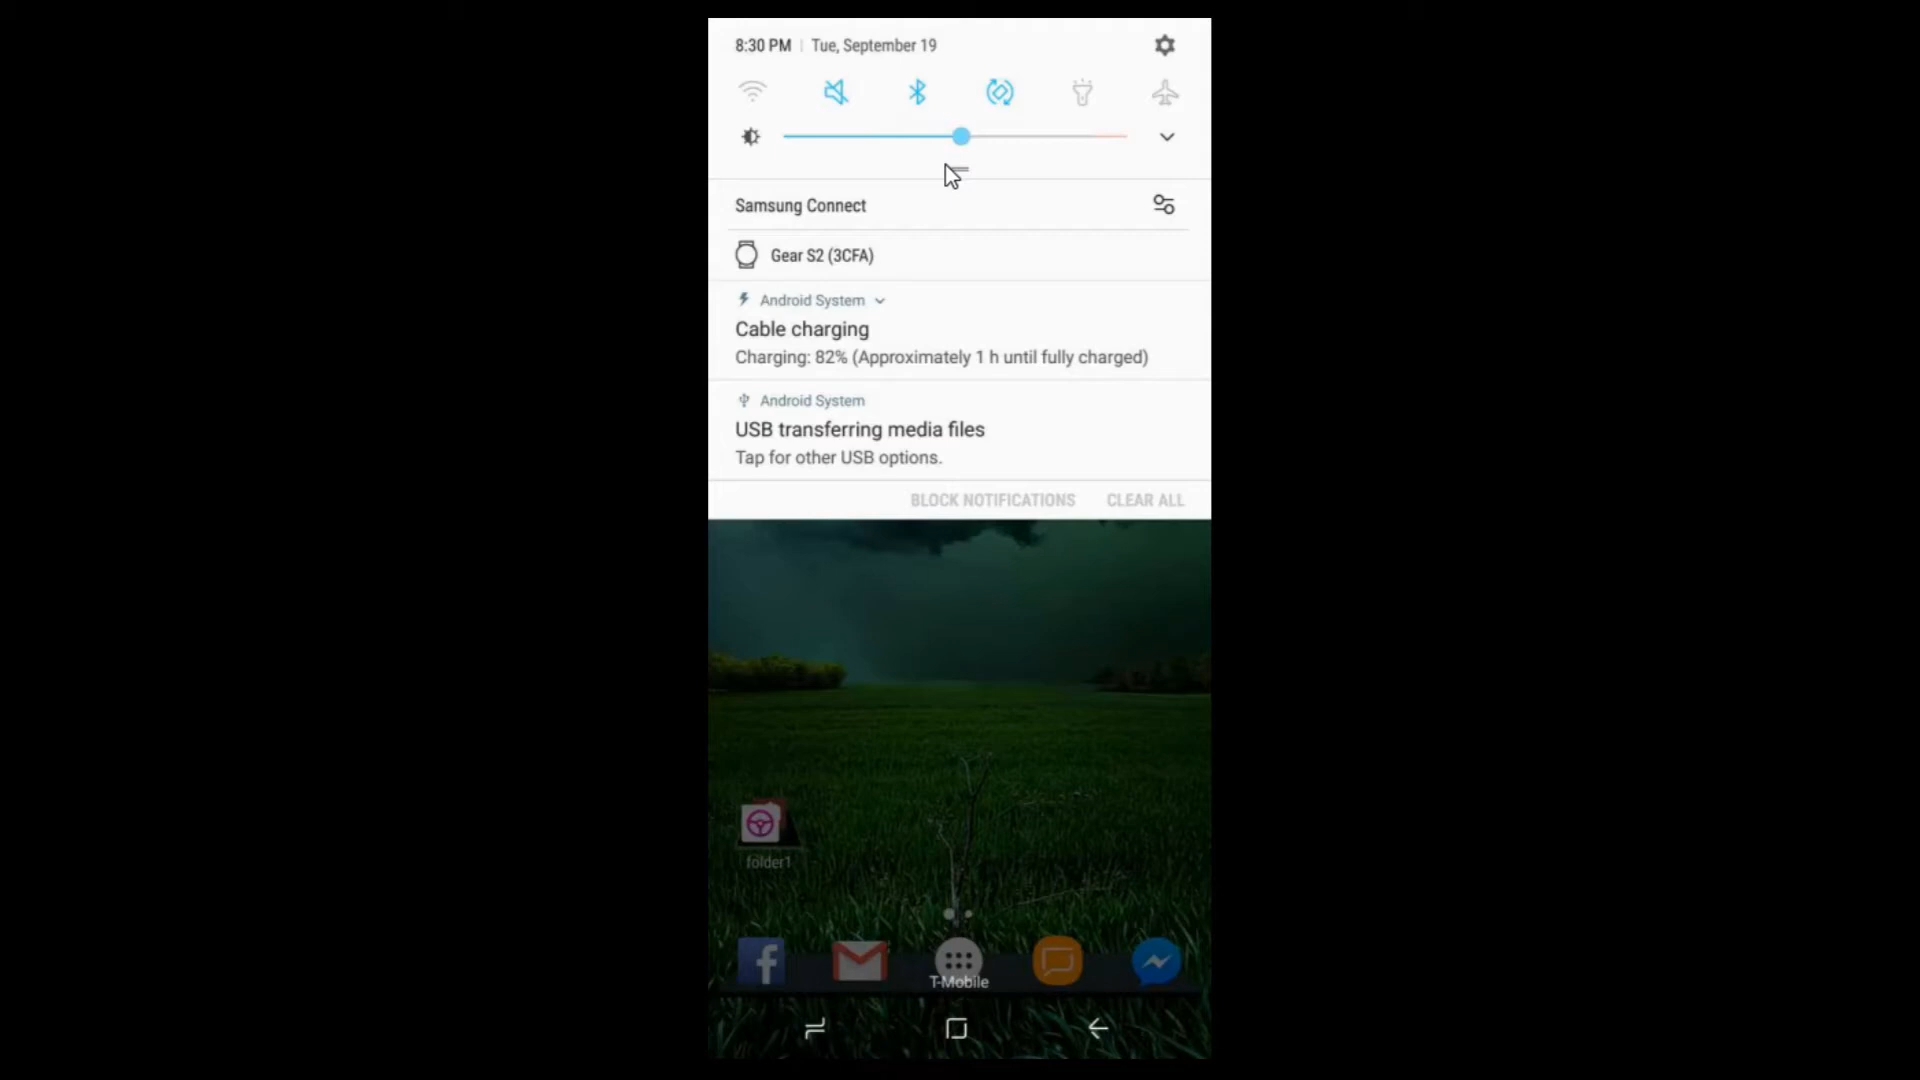 8:30 PM | Tue, September 19
Samsung Connect
Gear S2 (3CFA)
Android System
Cable charging
Charging: 82% (Approximately 1 h until fully charged)
Android System
USB transferring media files
Tap for other USB options.
BLOCK NOTIFICATIONS CLEAR ALL
folder1
T-Mobile